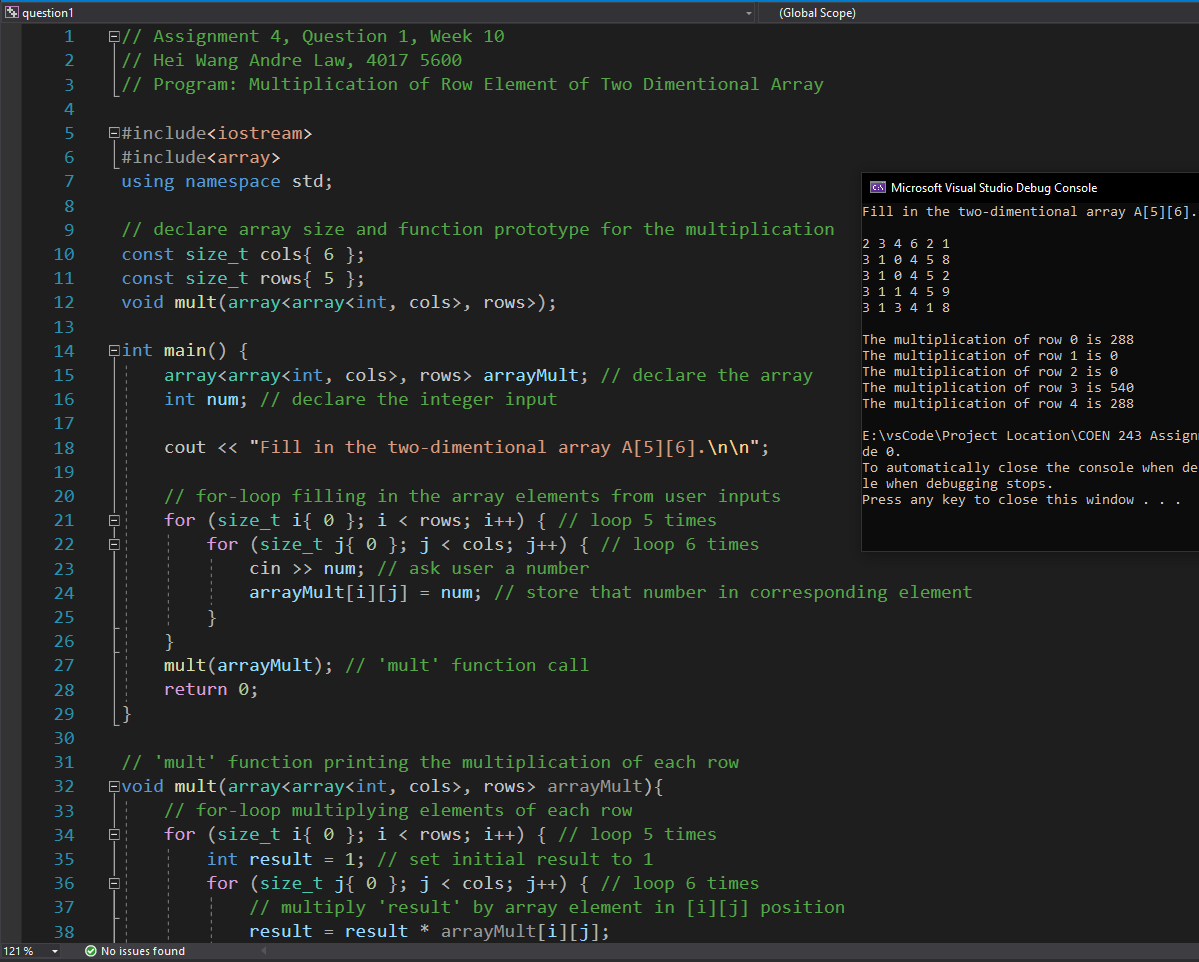 question1
(Global Scope)
1 // Assignment 4, Question 1, Week 10
2 // Hei Wang Andre Law, 4017 5600
3 // Program: Multiplication of Row Element of Two Dimentional Array
4
5 #include<iostream>
6 #include<array>
7 using namespace std;
8
9 // declare array size and function prototype for the multiplication
10 const size_t cols{ 6 };
11 const size_t rows{ 5 };
12 void mult(array<array<int, cols>, rows>);
13
14 int main() {
15 array<array<int, cols>, rows> arrayMult; // declare the array
16 int num; // declare the integer input
17
18 cout << "Fill in the two-dimentional array A[5][6].\n\n";
19
20 // for-loop filling in the array elements from user inputs
21 for (size_t i{ 0 }; i < rows; i++) { // loop 5 times
22 for (size_t j{ 0 }; j < cols; j++) { // loop 6 times
23 cin >> num; // ask user a number
24 arrayMult[i][j] = num; // store that number in corresponding element
25 }
26 }
27 mult(arrayMult); // 'mult' function call
28 return 0;
29 }
30
31 // 'mult' function printing the multiplication of each row
32 void mult(array<array<int, cols>, rows> arrayMult){
33 // for-loop multiplying elements of each row
34 for (size_t i{ 0 }; i < rows; i++) { // loop 5 times
35 int result = 1; // set initial result to 1
36 for (size_t j{ 0 }; j < cols; j++) { // loop 6 times
37 // multiply 'result' by array element in [i][j] position
38 result = result * arrayMult[i][j];
Microsoft Visual Studio Debug Console
Fill in the two-dimentional array A[5][6].
2 3 4 6 2 1
3 1 0 4 5 8
3 1 0 4 5 2
3 1 1 4 5 9
3 1 3 4 1 8
The multiplication of row 0 is 288
The multiplication of row 1 is 0
The multiplication of row 2 is 0
The multiplication of row 3 is 540
The multiplication of row 4 is 288
E:\vsCode\Project Location\COEN 243 Assign
de 0.
To automatically close the console when de
le when debugging stops.
Press any key to close this window . . .
121 %
No issues found